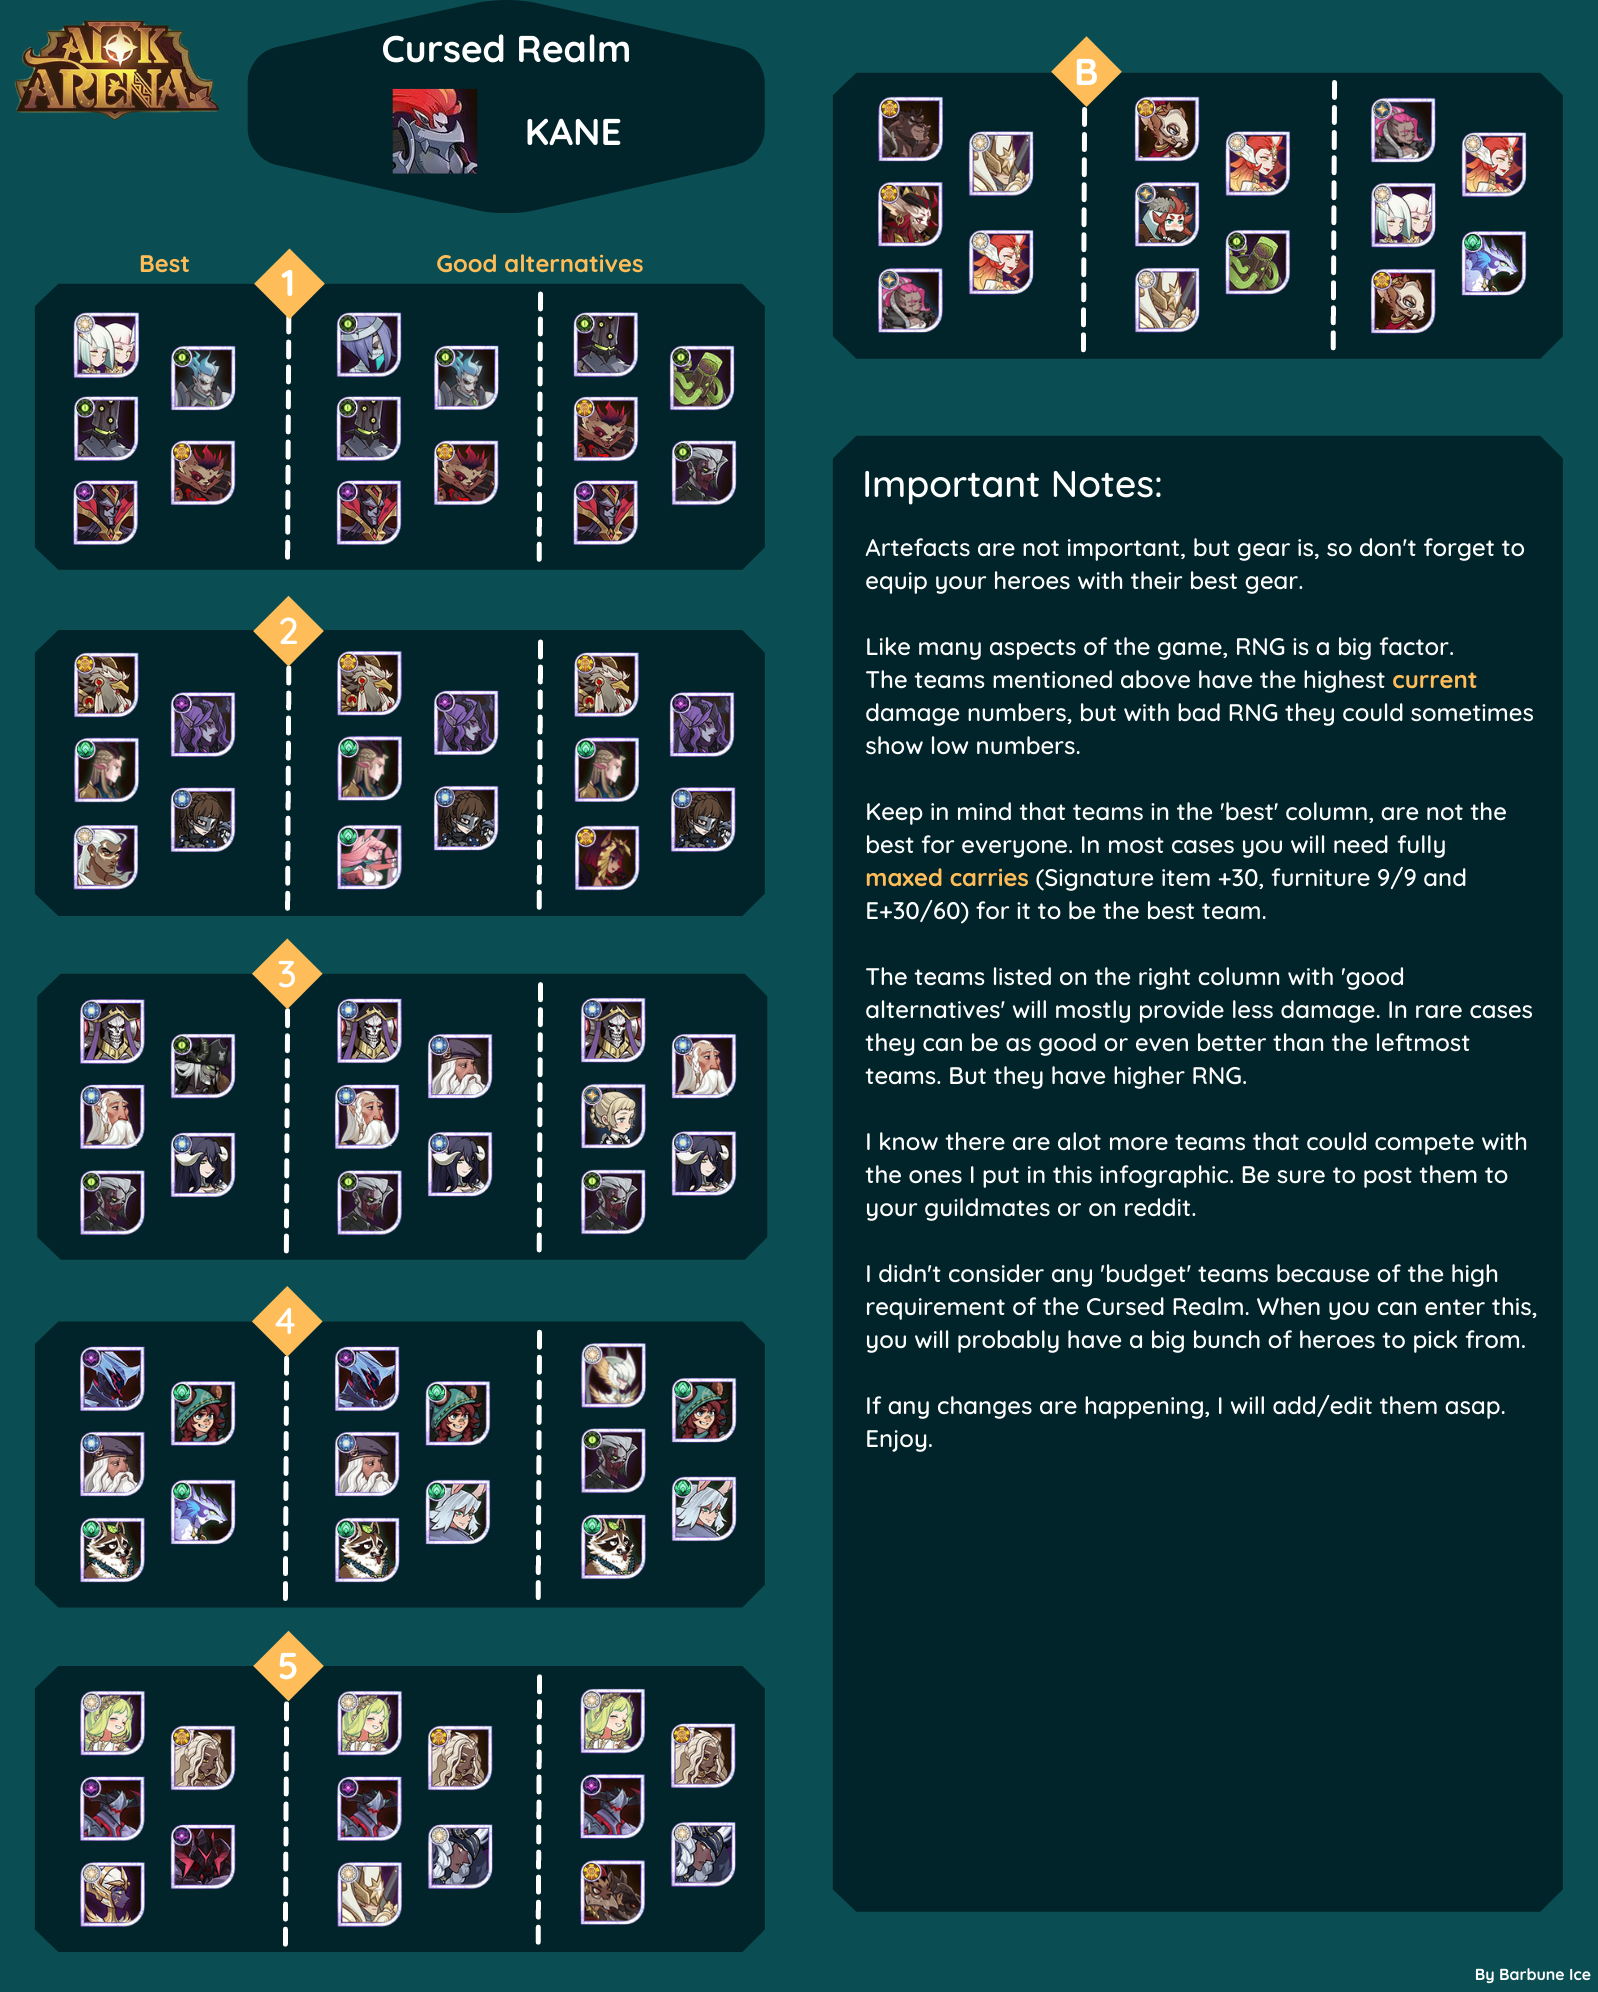 AFK
ARENA
Cursed Realm
KANE
Best
1
Good alternatives
2
3
4
5
B
Important Notes:
Artefacts are not important, but gear is, so don't forget to
equip your heroes with their best gear.
Like many aspects of the game, RNG is a big factor.
The teams mentioned above have the highest current
damage numbers, but with bad RNG they could sometimes
show low numbers.
Keep in mind that teams in the 'best' column, are not the
best for everyone. In most cases you will need fully
maxed carries (Signature item +30, furniture 9/9 and
E+30/60) for it to be the best team.
The teams listed on the right column with 'good
alternatives' will mostly provide less damage. In rare cases
they can be as good or even better than the leftmost
teams. But they have higher RNG.
I know there are alot more teams that could compete with
the ones I put in this infographic. Be sure to post them to
your guildmates or on reddit.
I didn't consider any 'budget' teams because of the high
requirement of the Cursed Realm. When you can enter this,
you will probably have a big bunch of heroes to pick from.
If any changes are happening, I will add/edit them asap.
Enjoy.
By Barbune Ice